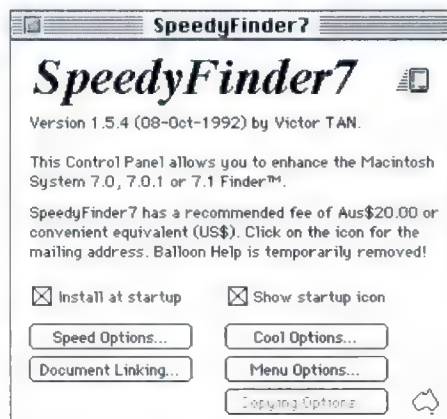 SpeedyFinder7
SpeedyFinder7
Version 1.5.4 (08-Oct-1992) by Victor TAN.
This Control Panel allows you to enhance the Macintosh
System 7.0, 7.0.1 or 7.1 Finder™.
SpeedyFinder7 has a recommended fee of Aus$20.00 or
convenient equivalent (US$). Click on the icon for the
mailing address. Balloon Help is temporarily removed!
Install at startup Show startup icon
Speed Options... Cool Options...
Document Linking... Menu Options...
Copying Options...